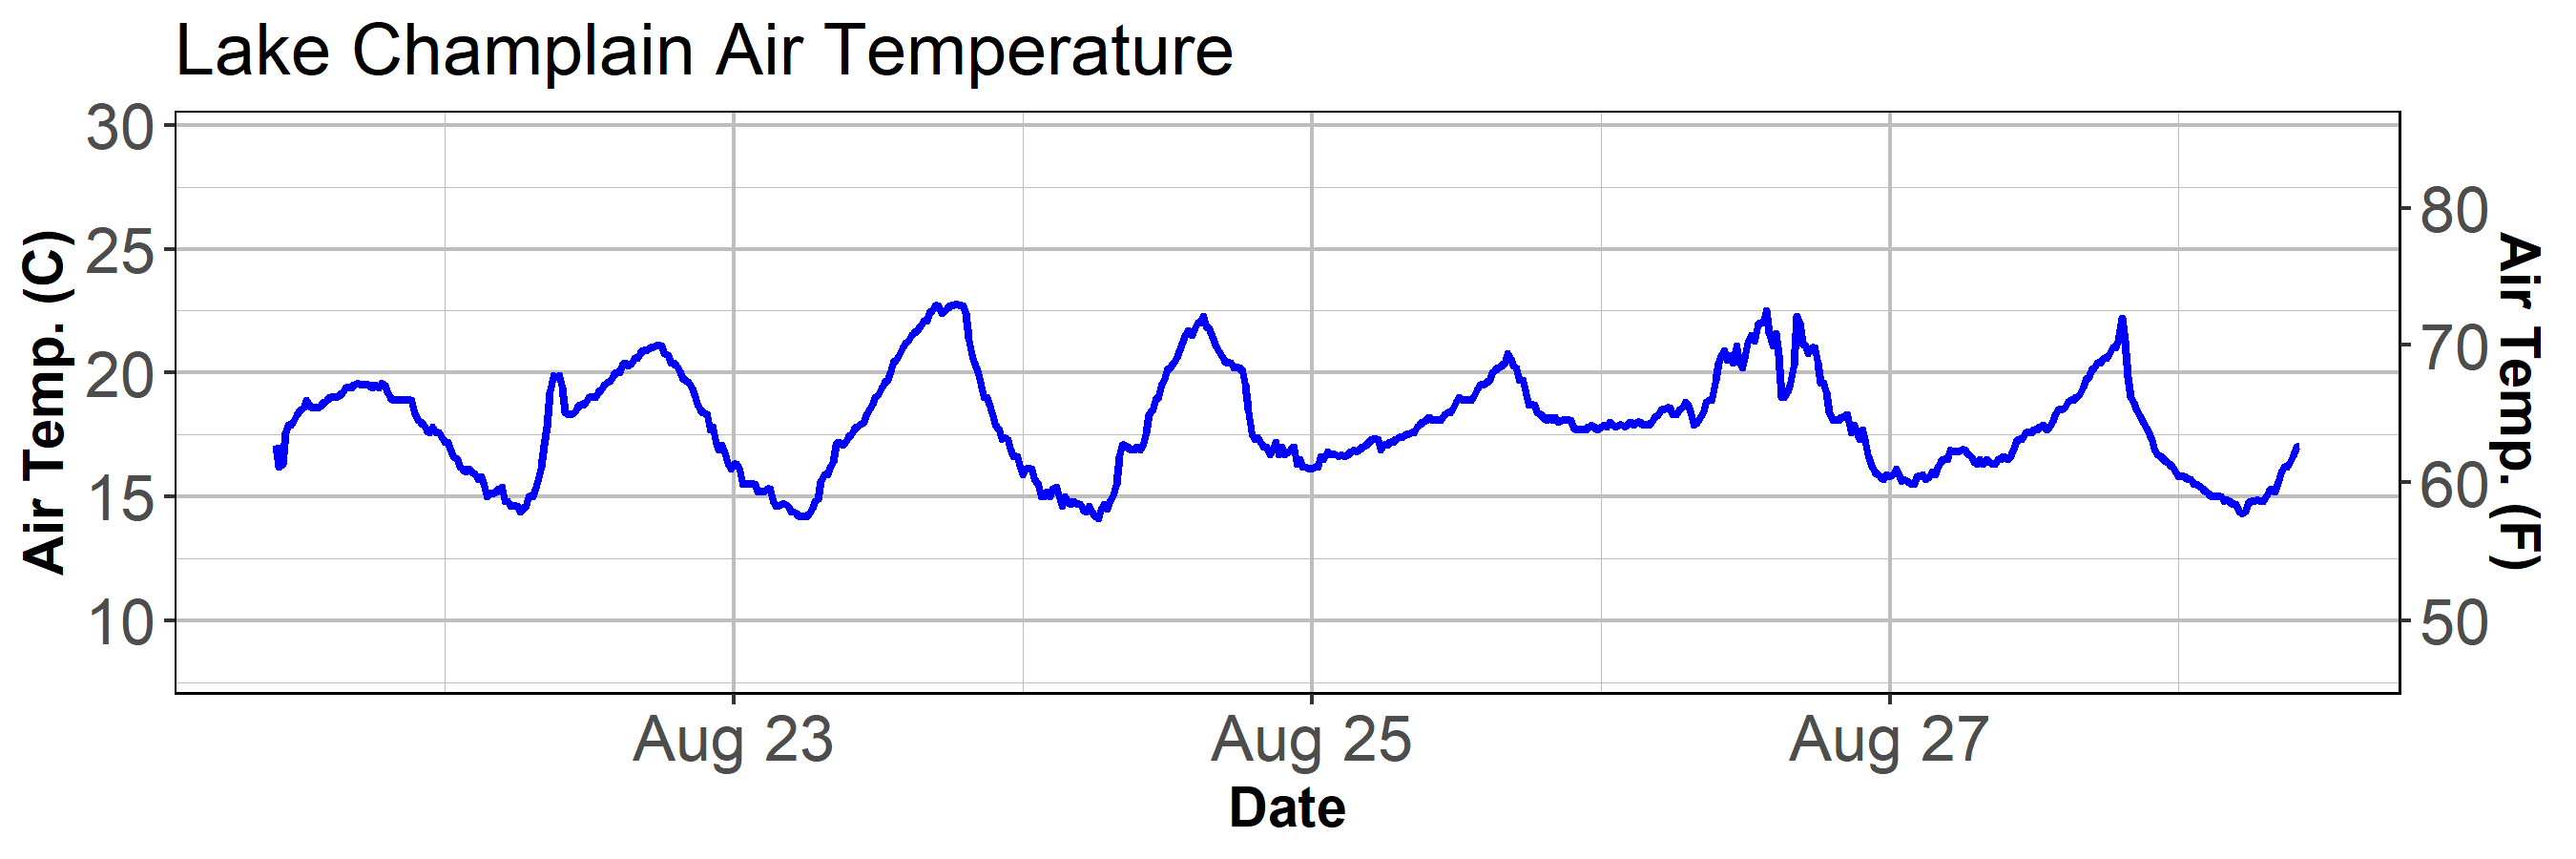 Lake Champlain Air Temperature
30
25
20
15
10
Air Temp. (C)
80
70
60
50
Air Temp. (F)
Aug 23
Aug 25
Aug 27
Date